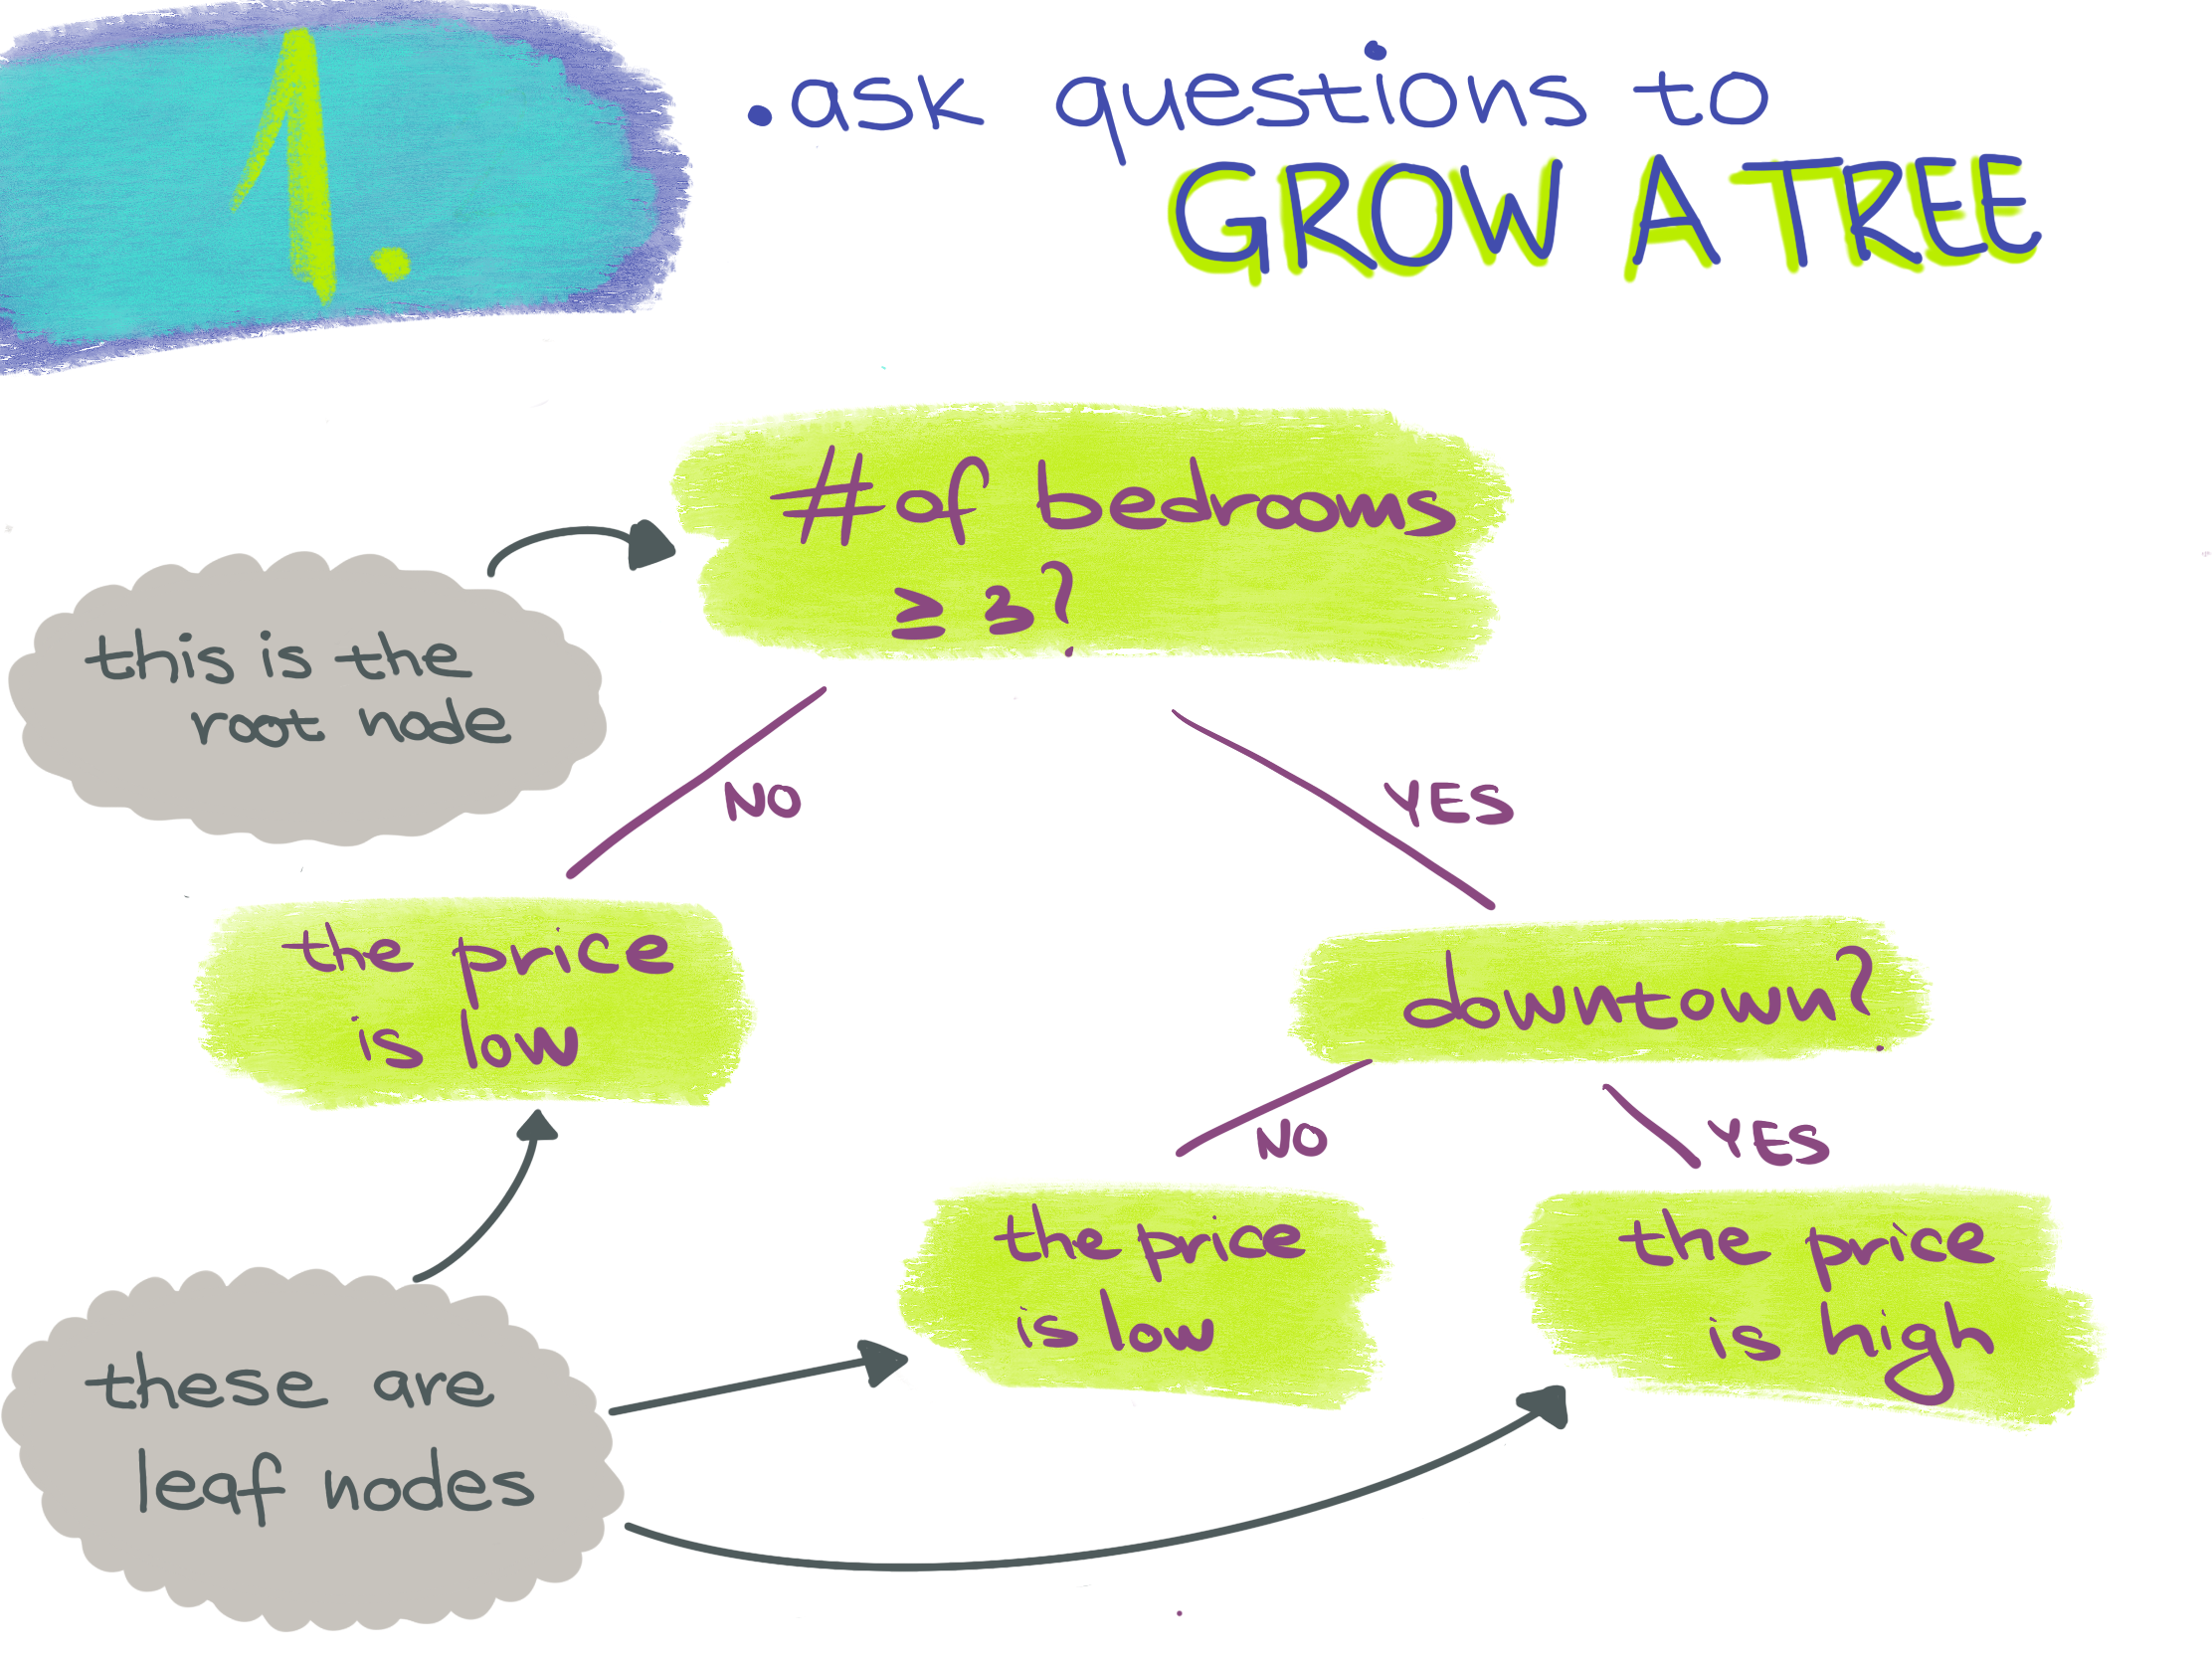 1.
.ask questions to
GROW A TREE
# of bedrooms
≥ 3?
this is the
root node
NO
YES
the price
is low
downtown?
NO
YES
the price
is low
the price
is high
these are
leaf nodes